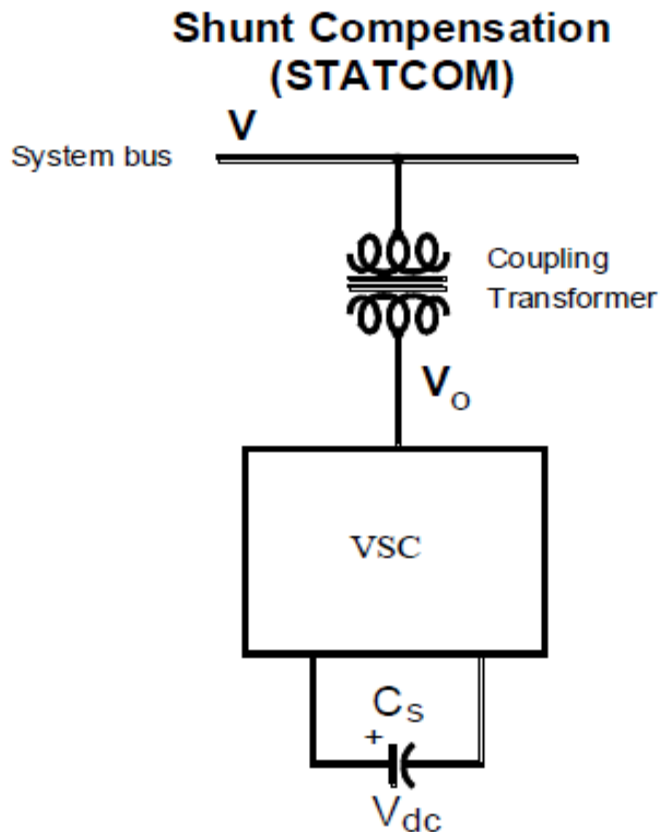 Shunt Compensation
(STATCOM)
V
System bus
Coupling
Transformer
Vo
VSC
Cs
+
Vdc